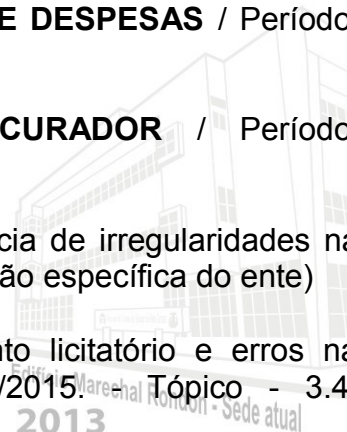 E DESPESAS / Período
CURADOR / Período
cia de irregularidades na
ão específica do ente)
nto licitatório e erros na
/2015. - Tópico - 3.4
Edifício Marechal Rondon - Sede atual
2013